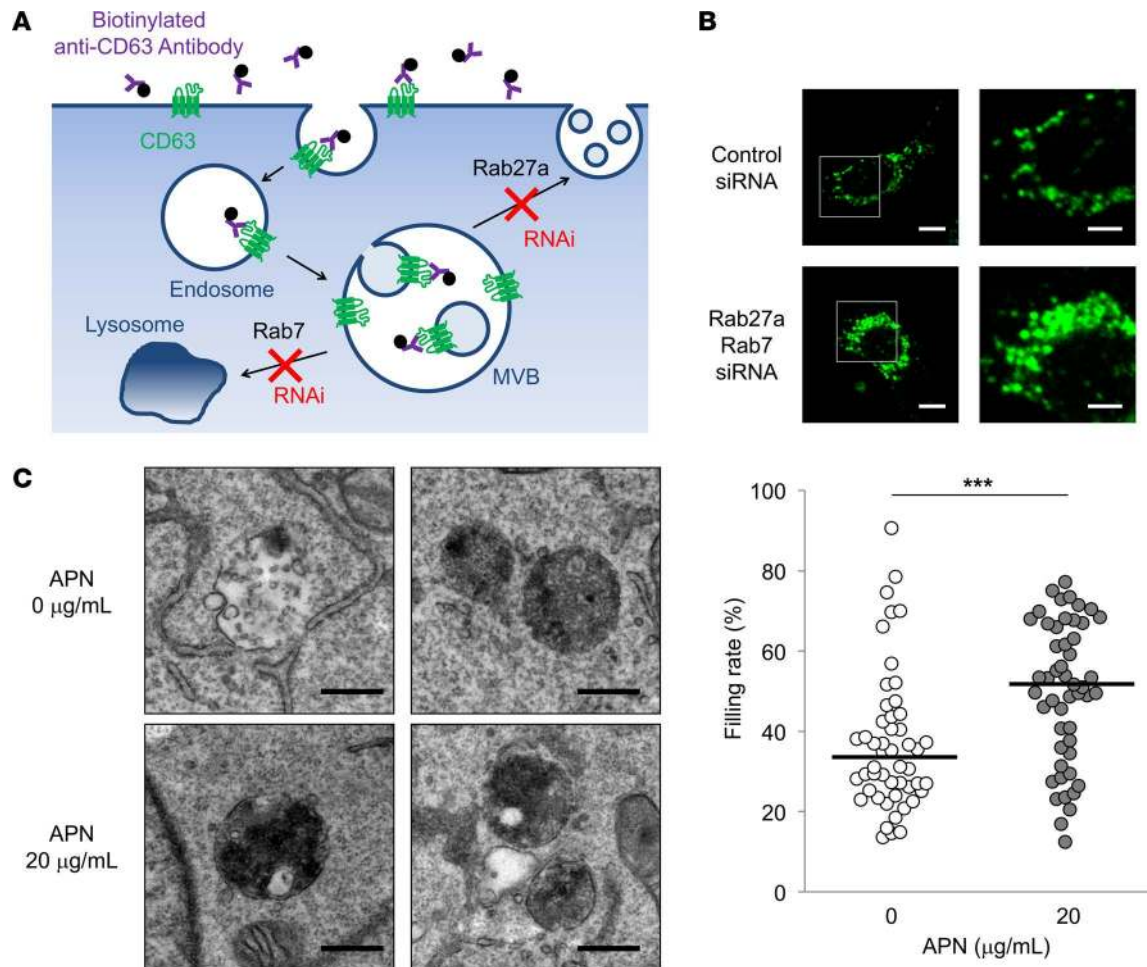 A
Biotinylated
anti-CD63 Antibody
CD63
Rab27a
RNAi
Endosome
Lysosome
Rab7
RNAi
MVB
B
Control
siRNA
Rab27a
Rab7
siRNA
C
APN
0 μg/mL
APN
20 μg/mL
***
Filling rate (%)
100
80
60
40
20
0
0
20
APN (μg/mL)